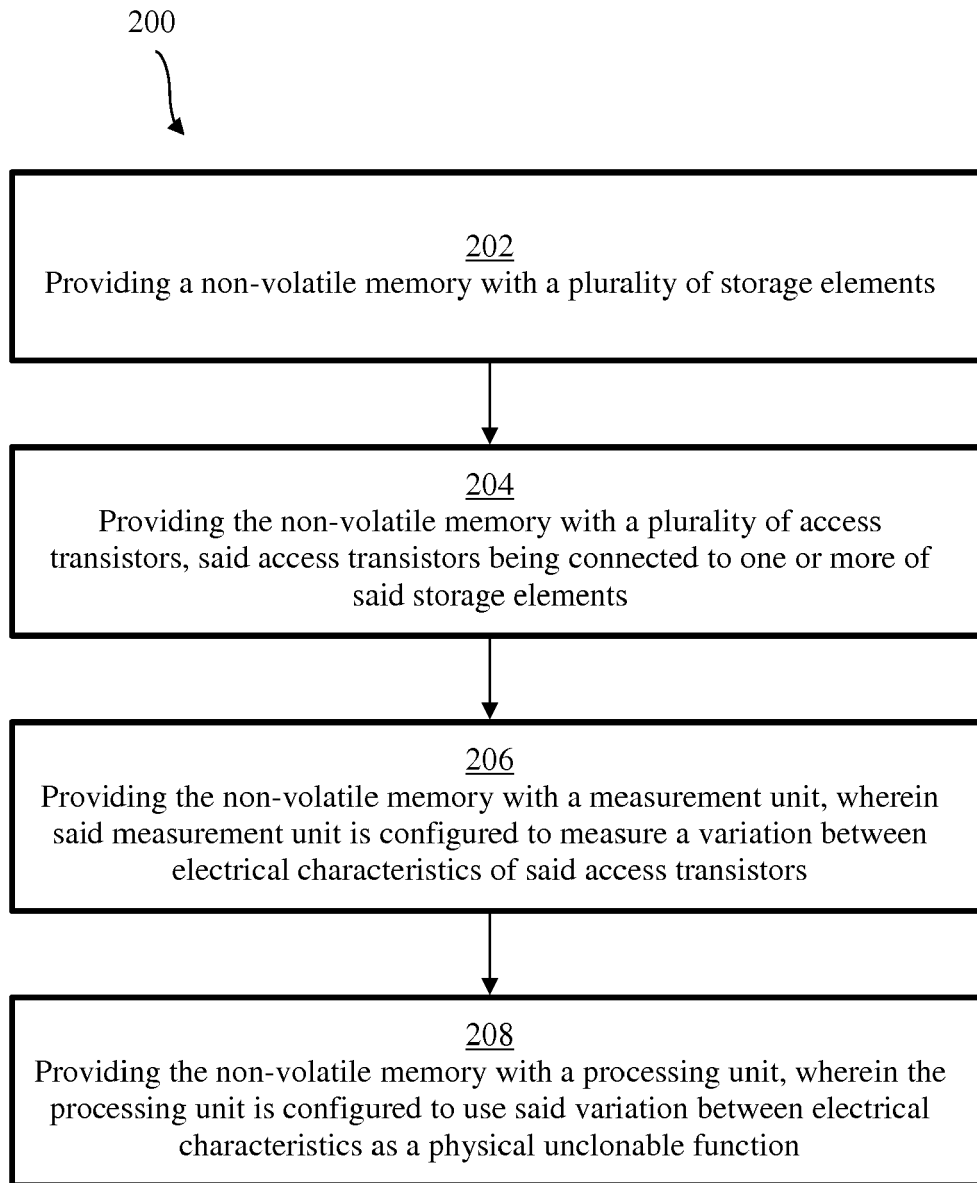 200
202
Providing a non-volatile memory with a plurality of storage elements
204
Providing the non-volatile memory with a plurality of access
transistors, said access transistors being connected to one or more of
said storage elements
206
Providing the non-volatile memory with a measurement unit, wherein
said measurement unit is configured to measure a variation between
electrical characteristics of said access transistors
208
Providing the non-volatile memory with a processing unit, wherein the
processing unit is configured to use said variation between electrical
characteristics as a physical unclonable function